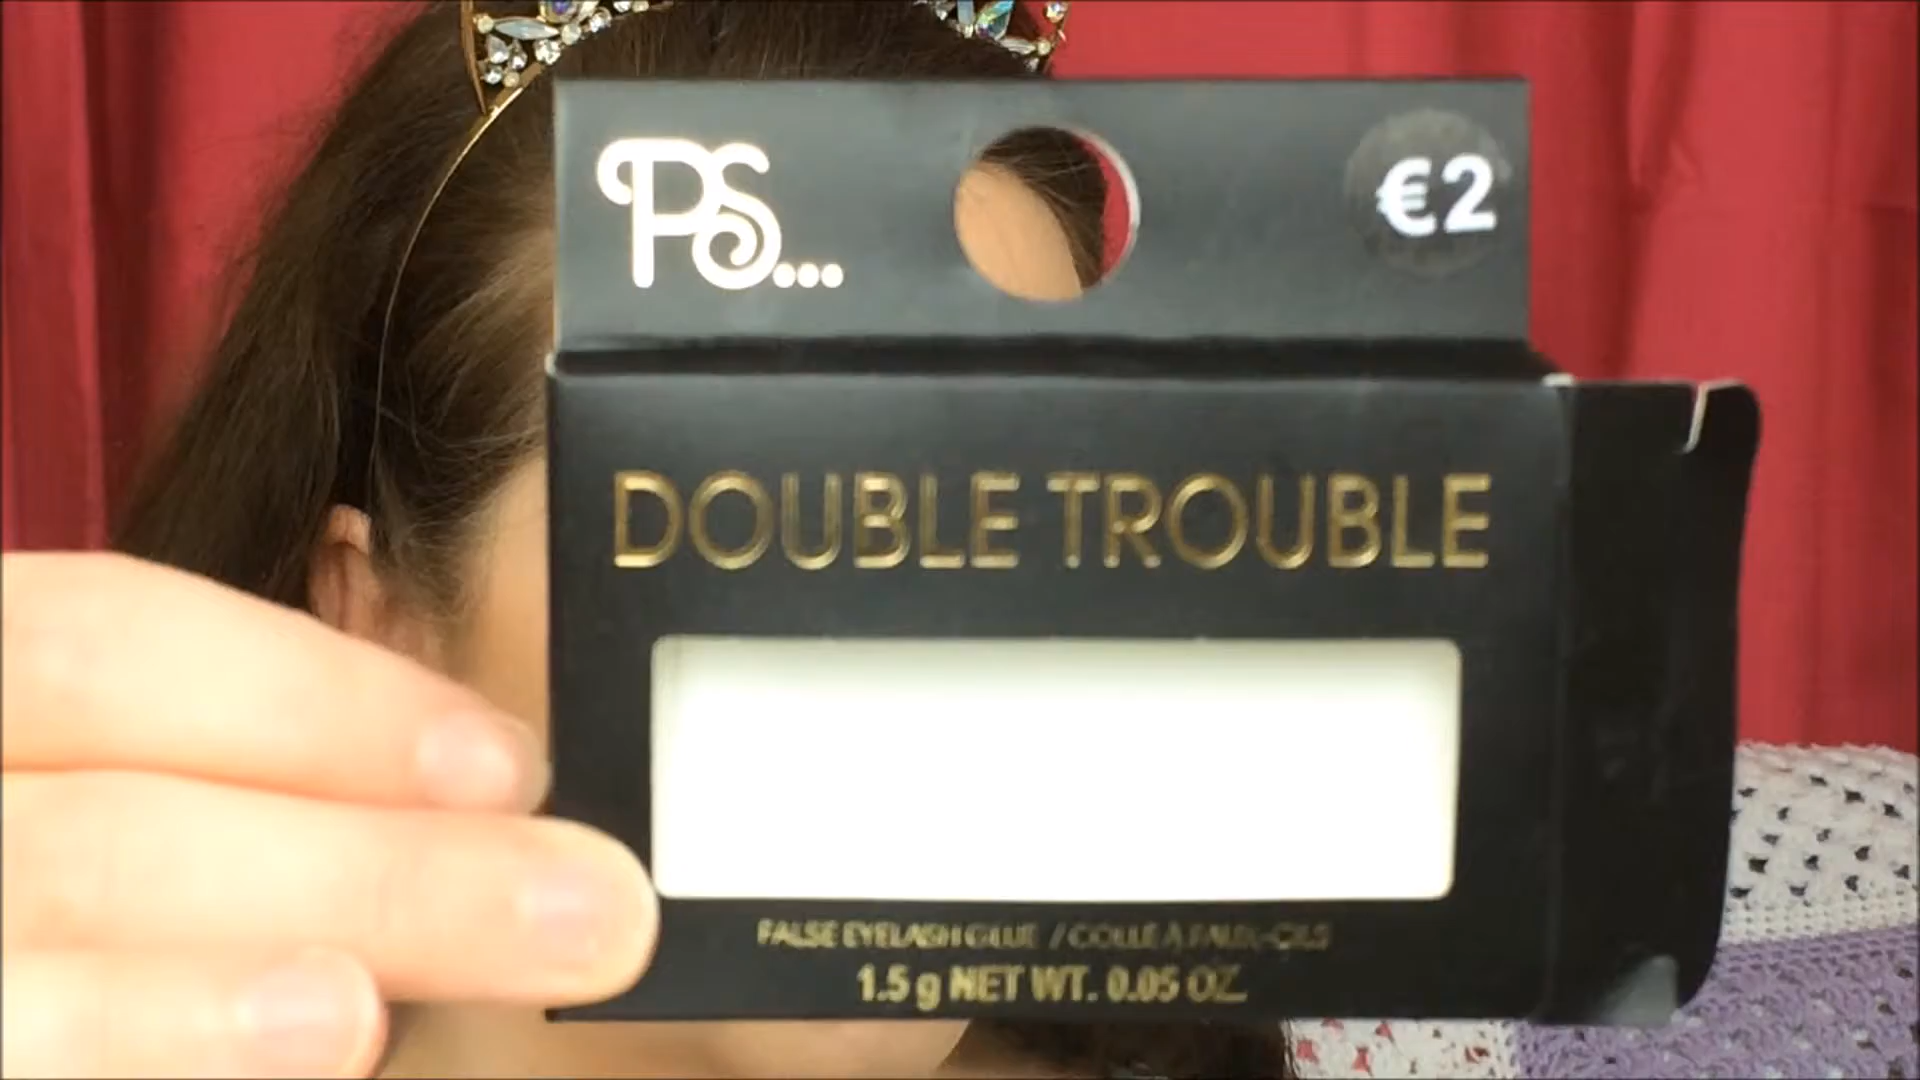 PS...
€2
DOUBLE TROUBLE
FALSE EYELASH GLUE / COLLE À FAUX-CILS
1.5 g NET WT. 0.05 OZ.